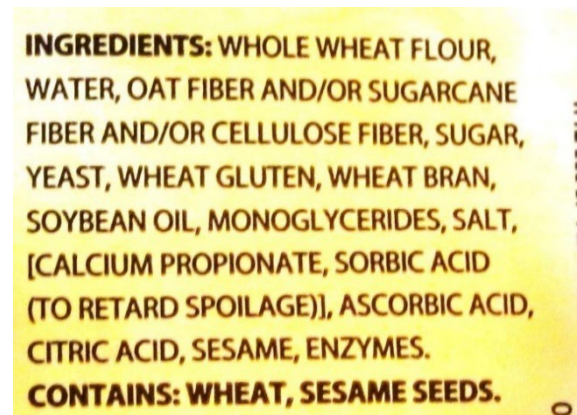 INGREDIENTS: WHOLE WHEAT FLOUR,
WATER, OAT FIBER AND/OR SUGARCANE
FIBER AND/OR CELLULOSE FIBER, SUGAR,
YEAST, WHEAT GLUTEN, WHEAT BRAN,
SOYBEAN OIL, MONOGLYCERIDES, SALT,
[CALCIUM PROPIONATE, SORBIC ACID
(TO RETARD SPOILAGE)], ASCORBIC ACID,
CITRIC ACID, SESAME, ENZYMES.
CONTAINS: WHEAT, SESAME SEEDS.